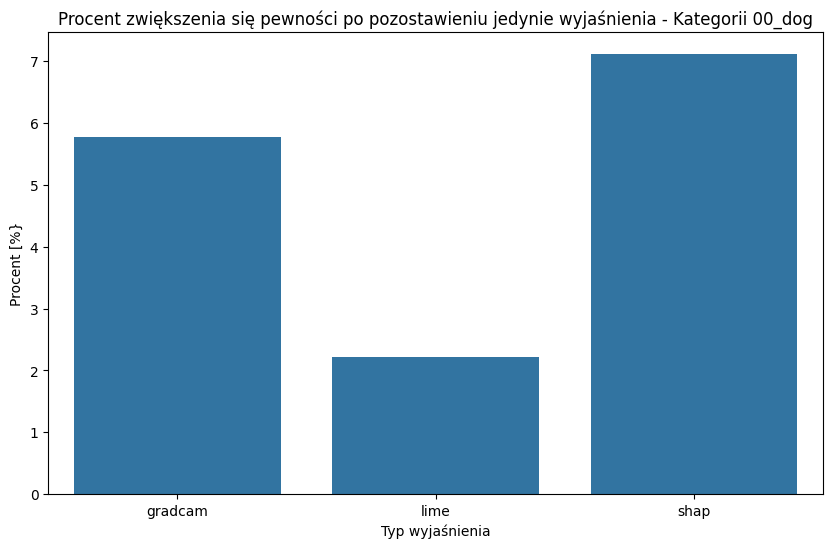 Procent zwiększenia się pewności po pozostawieniu jedynie wyjaśnienia - Kategorii 00_dog
Procent [%}
7
6
5
4
3
2
1
0
gradcam lime shap
Typ wyjaśnienia